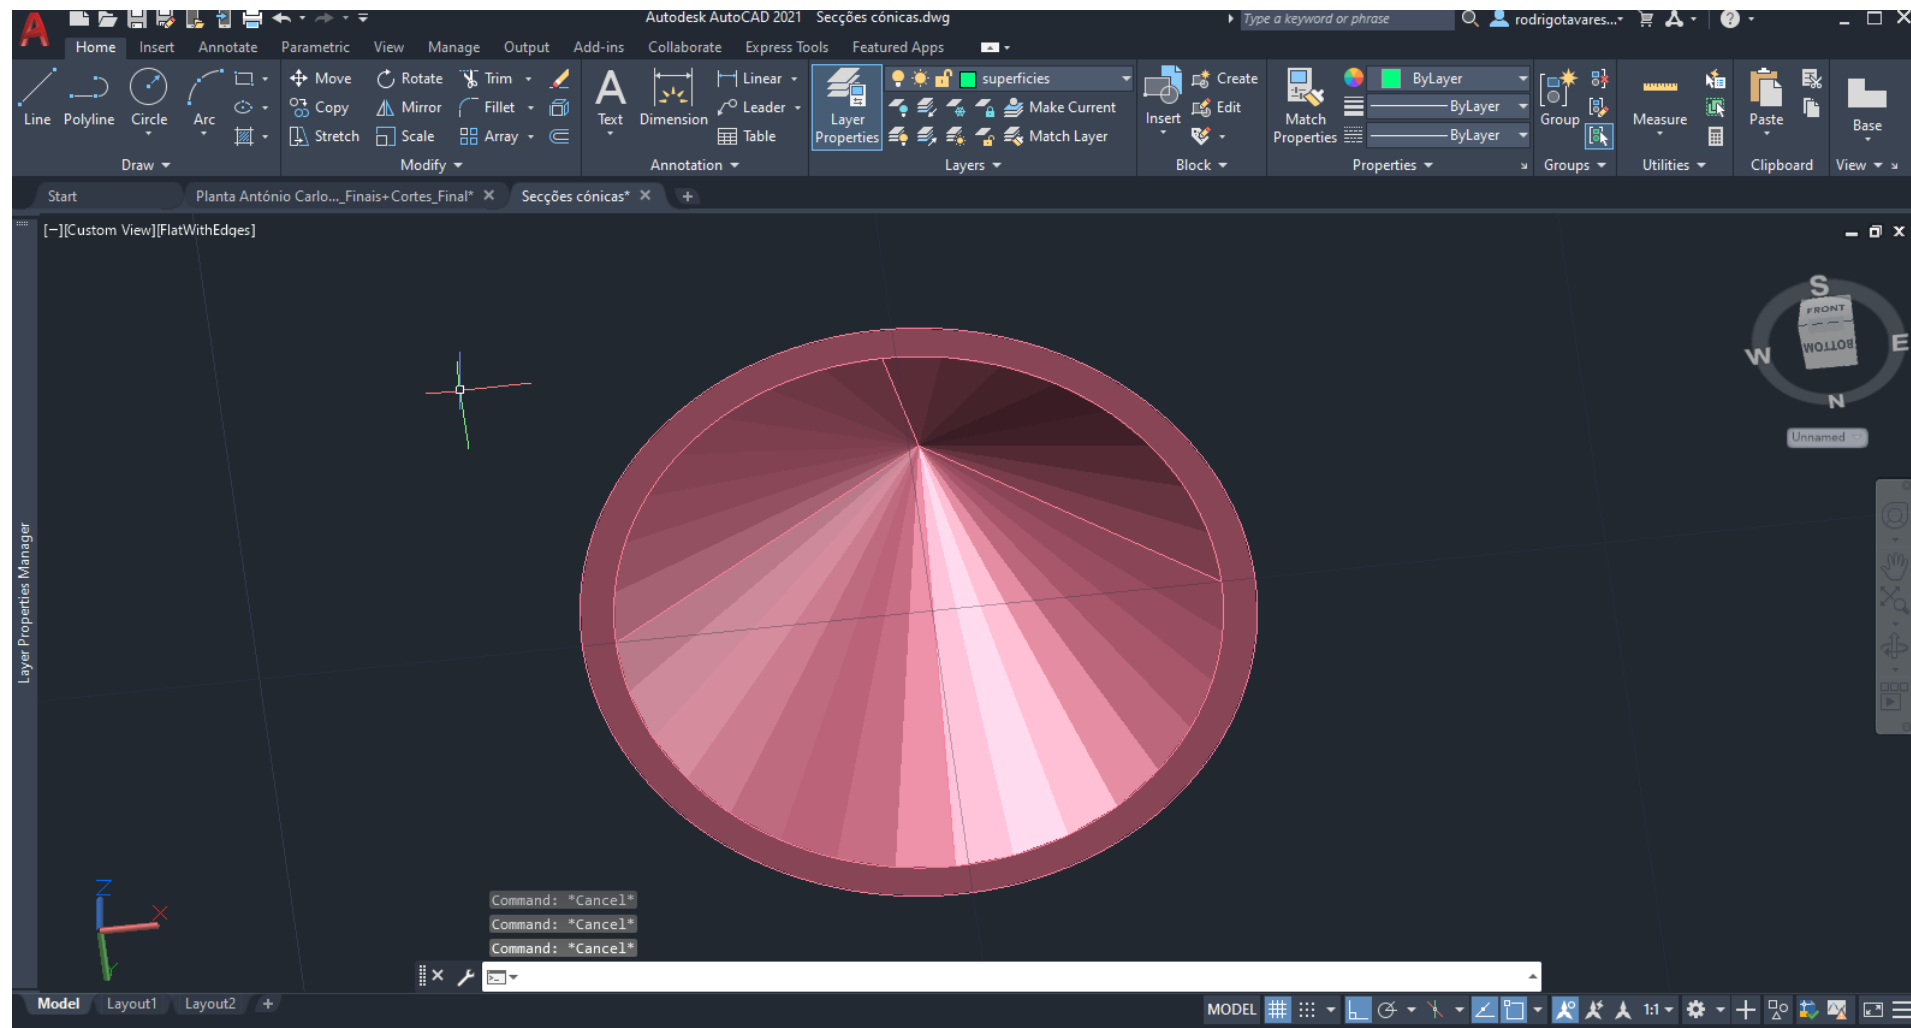 Autodesk AutoCAD 2021 Secções cónicas.dwg
Type a keyword or phrase
rodrigotavares...
Home Insert Annotate Parametric View Manage Output Add-ins Collaborate Express Tools Featured Apps
Line Polyline Circle Arc
Draw
Move Rotate Trim
Copy Mirror Fillet
Stretch Scale Array
Modify
Text Dimension
Linear
Leader
Table
Annotation
Layer Properties
superficies
Make Current
Match Layer
Layers
Insert
Create
Edit
Block
Match Properties
ByLayer
ByLayer
ByLayer
Properties
Group
Groups
Measure
Utilities
Paste
Clipboard
Base
View
Start Planta António Carlo..._Finais+Cortes_Final* Secções cónicas*
[−][Custom View][FlatWithEdges]
S
FRONT
BOTTOM
W E
N
Unnamed
Layer Properties Manager
Z
X
Y
Command: *Cancel*
Command: *Cancel*
Command: *Cancel*
Model Layout1 Layout2
MODEL 1:1